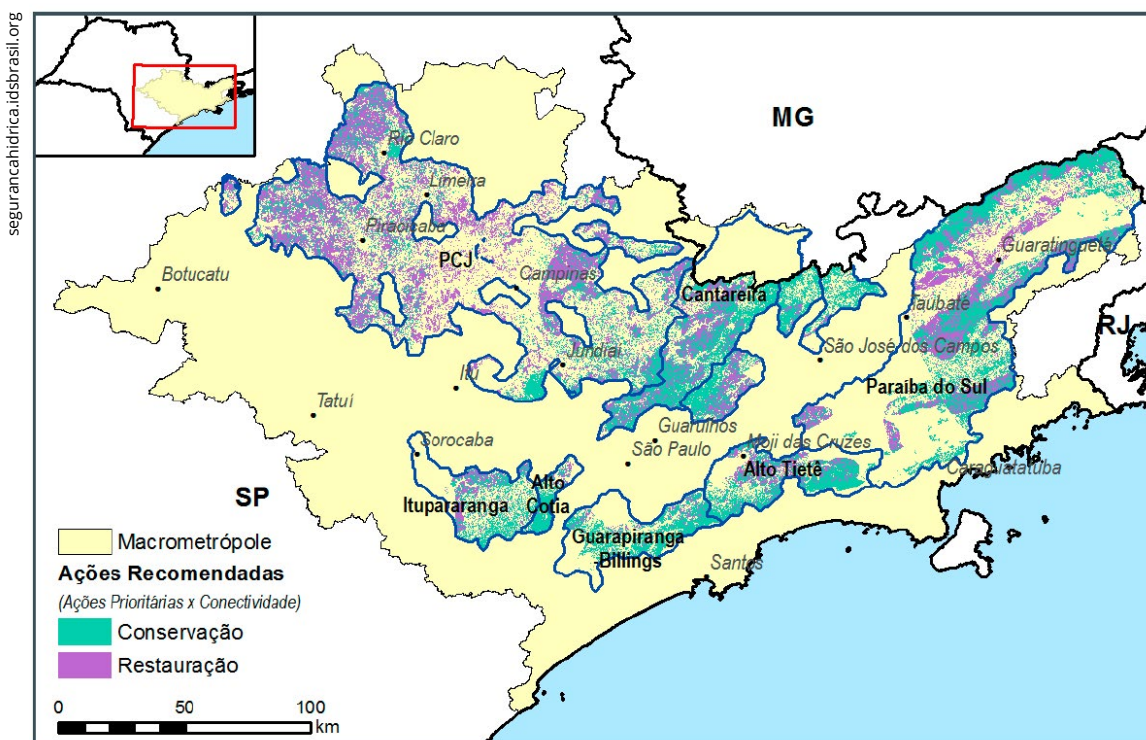 segurancahidrica.idsbrasil.org
MG
Rio Claro
Limeira
Piracicaba
PCJ
Campinas
Botucatu
Cantareira
Guaratinguetá
Taubaté
RJ
São José dos Campos
Jundiaí
Itu
Paraíba do Sul
Tatuí
Guarulhos
Sorocaba
São Paulo
Moji das Cruzes
Alto Tietê
Caraguatatuba
SP
Itupararanga
Alto
Cotia
Guarapiranga
-Billings
Santos
Macrometrópole
Ações Recomendadas
(Ações Prioritárias x Conectividade)
Conservação
Restauração
0 50 100
km